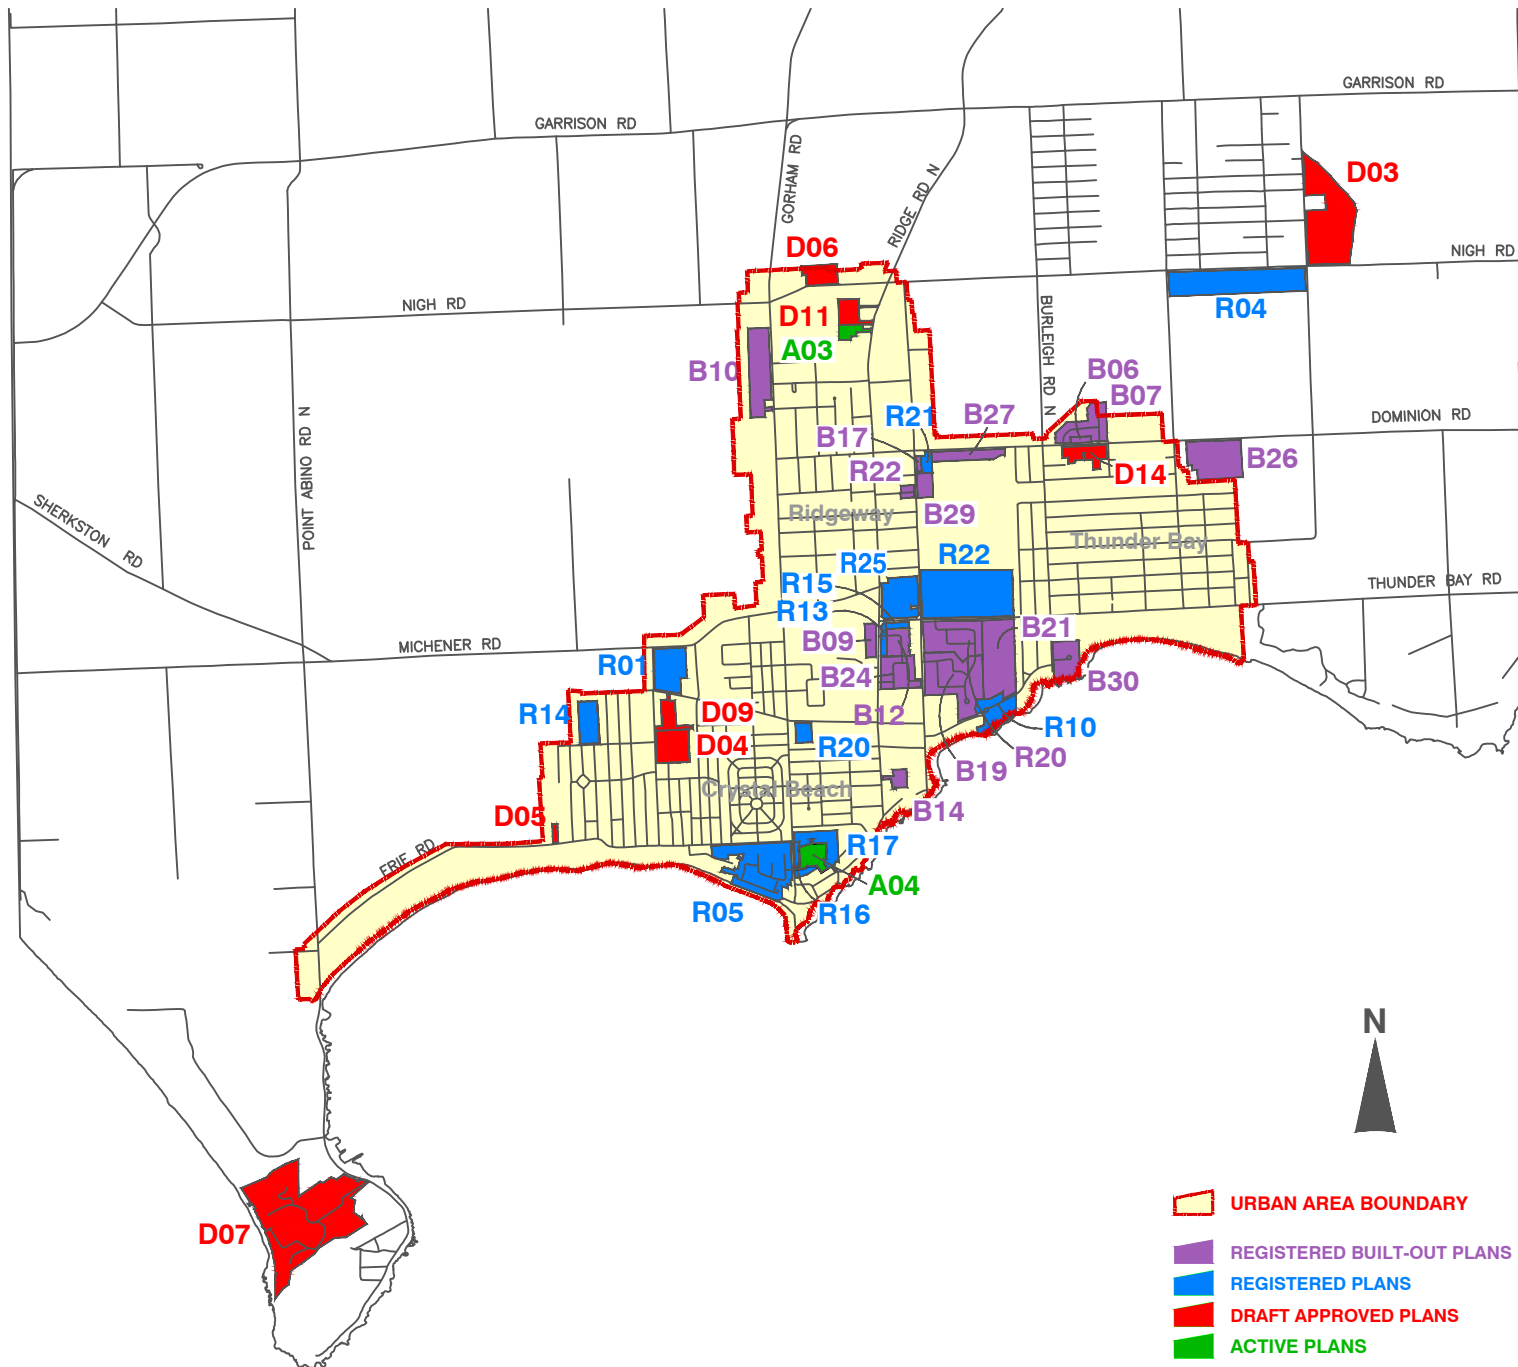 GARRISON RD
GARRISON RD
GORHAM RD
RIDGE RD N
D03
D06
NIGH RD
NIGH RD
R04
D11
A03
BURLEIGH RD N
B10
B06
B07
R21
B27
B17
DOMINION RD
POINT ABINO RD N
R22
B26
D14
Ridgeway
B29
SHERKSTON RD
Thunder Bay
R25
R22
R15
THUNDER BAY RD
R13
B21
MICHENER RD
B09
R01
B24
B30
R14
D09
B12
R10
D04
R20
R20
B19
Crystal Beach
B14
D05
ERIE RD
R17
A04
R05
R16
N
D07
URBAN AREA BOUNDARY
REGISTERED BUILT-OUT PLANS
REGISTERED PLANS
DRAFT APPROVED PLANS
ACTIVE PLANS